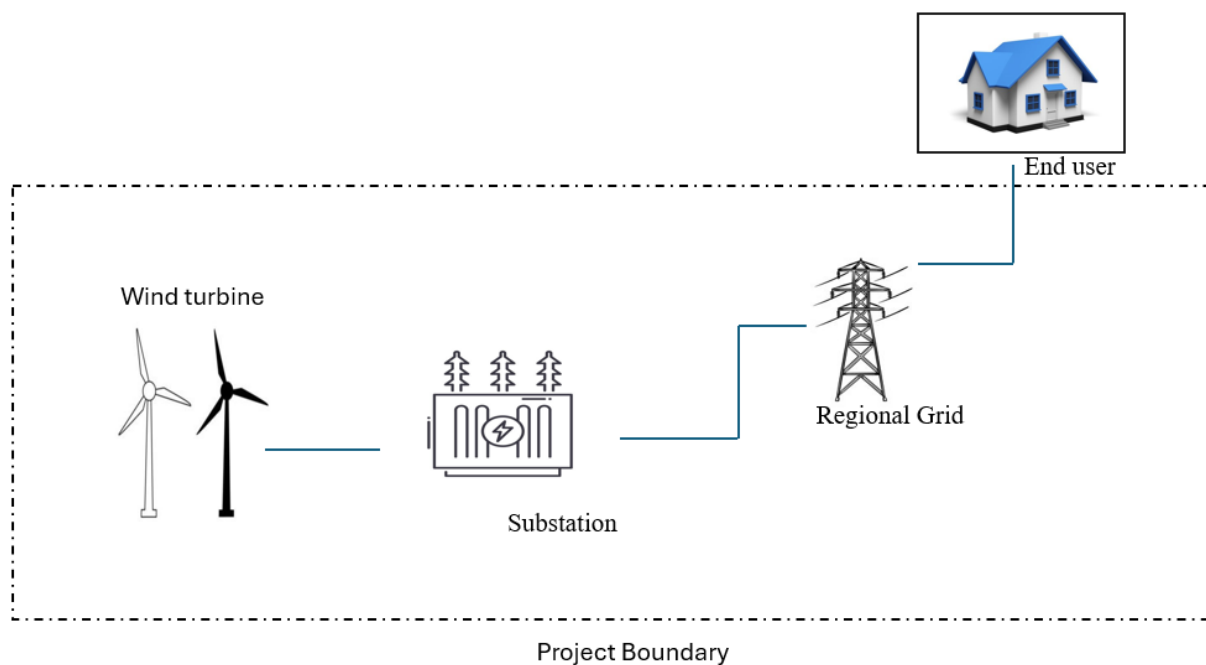 End user
Wind turbine
Regional Grid
Substation
Project Boundary